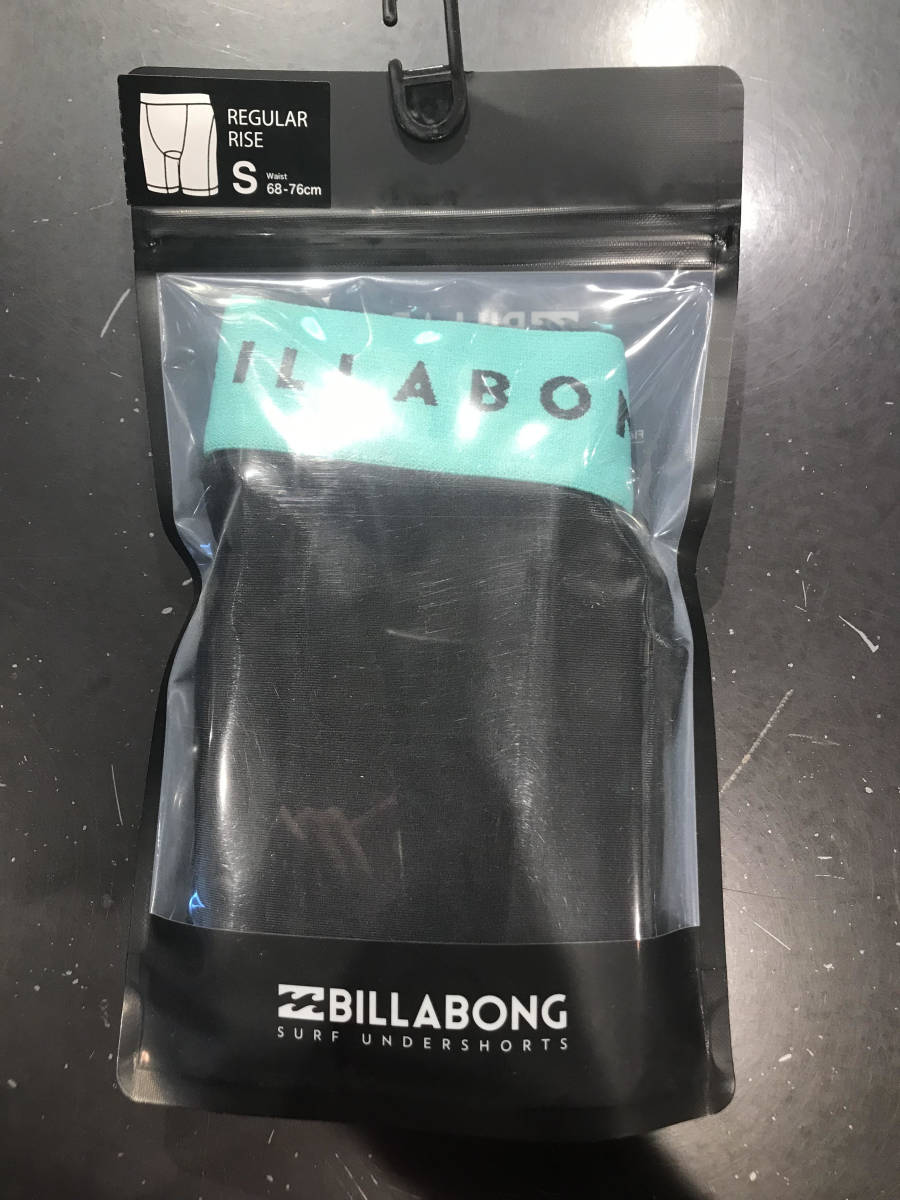 REGULAR
RISE
S
Waist
68-76cm
ILLABON
BILLABONG
SURF UNDERSHORTS